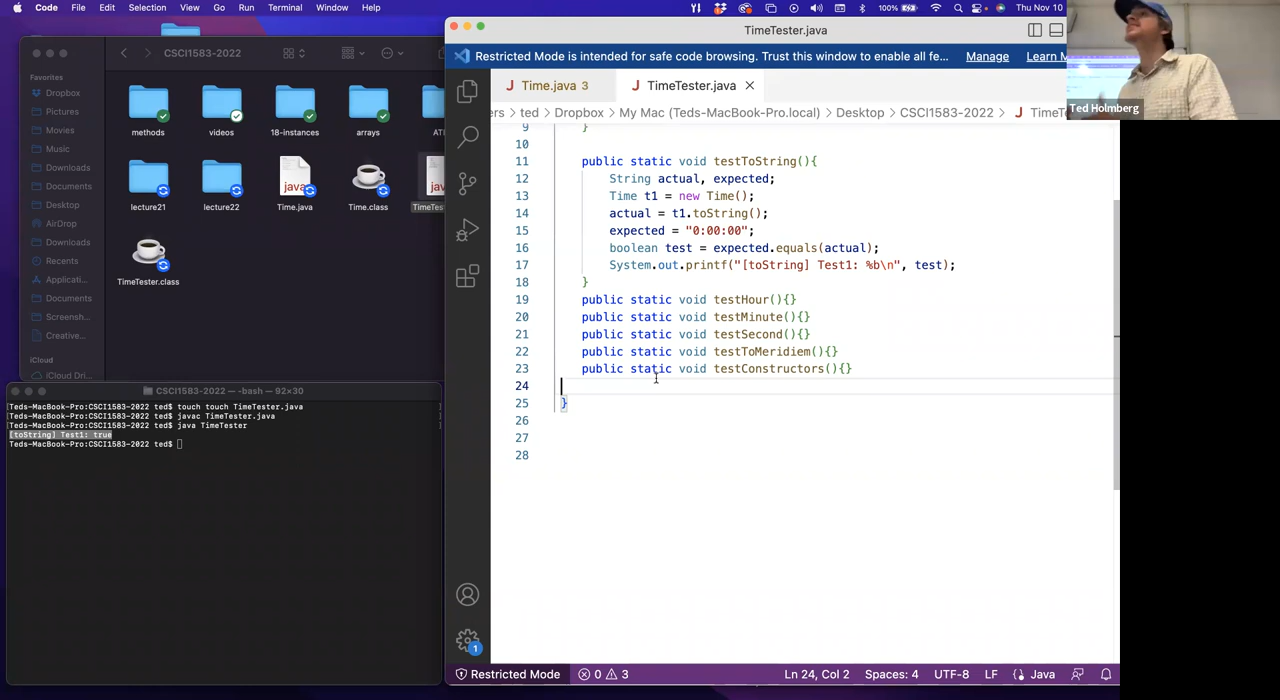 Code File Edit Selection View Go Run Terminal Window Help
100% Thu Nov 10
CSCI1583-2022
Favorites
Dropbox
Pictures
Movies
Music
Downloads
Documents
Desktop
AirDrop
Downloads
Recents
Applicati...
Documents
Screensh...
Creative...
iCloud
iCloud Dri...
methods
videos
18-instances
arrays
lecture21
lecture22
java
Time.java
Time.class
TimeTester.class
CSCI1583-2022 — -bash — 92×30
[Teds-MacBook-Pro:CSCI1583-2022 ted$ touch touch TimeTester.java ]
[Teds-MacBook-Pro:CSCI1583-2022 ted$ javac TimeTester.java
[Teds-MacBook-Pro:CSCI1583-2022 ted$ java TimeTester ]
[toString] Test1: true
Teds-MacBook-Pro:CSCI1583-2022 ted$
TimeTester.java
Restricted Mode is intended for safe code browsing. Trust this window to enable all fe... Manage Learn M
J Time.java 3
J TimeTester.java
ers > ted > Dropbox > My Mac (Teds-MacBook-Pro.local) > Desktop > CSCI1583-2022 > J TimeT
9 }
10
11 public static void testToString(){
12 String actual, expected;
13 Time t1 = new Time();
14 actual = t1.toString();
15 expected = "0:00:00";
16 boolean test = expected.equals(actual);
17 System.out.printf("[toString] Test1: %b\n", test);
18 }
19 public static void testHour(){}
20 public static void testMinute(){}
21 public static void testSecond(){}
22 public static void testToMeridiem(){}
23 public static void testConstructors(){}
24
25 }
26
27
28
1
Restricted Mode 0 3 Ln 24, Col 2 Spaces: 4 UTF-8 LF {} Java
Ted Holmberg